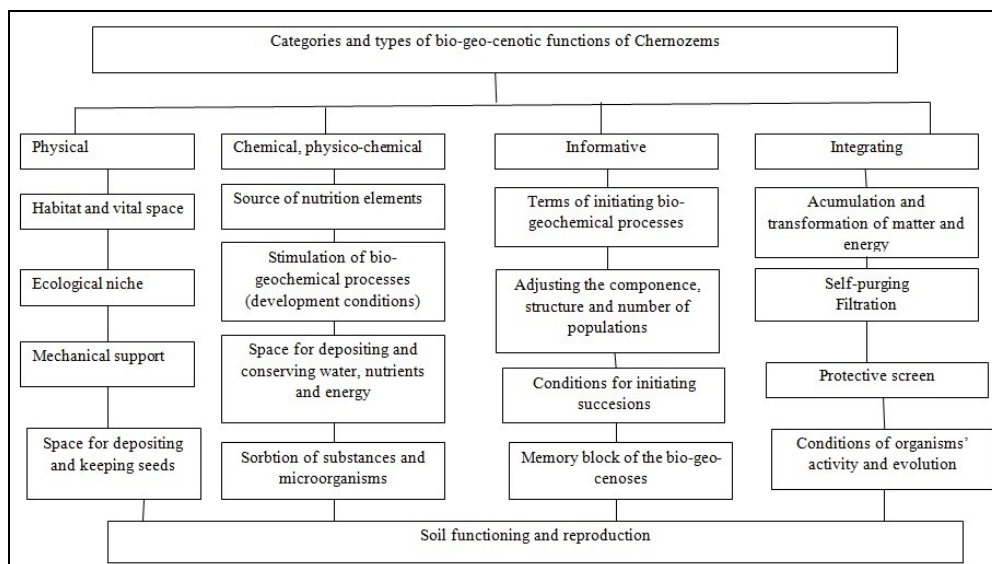 Categories and types of bio-geo-cenotic functions of Chernozems
Physical
Habitat and vital space
Ecological niche
Mechanical support
Space for depositing
and keeping seeds
Chemical, physico-chemical
Source of nutrition elements
Stimulation of bio-
geochemical processes
(development conditions)
Space for depositing and
conserving water, nutrients
and energy
Sorbtion of substances and
microorganisms
Informative
Terms of initiating bio-
geochemical processes
Adjusting the componence,
structure and number of
populations
Conditions for initiating
succesions
Memory block of the bio-geo-
cenoses
Integrating
Acumulation and
transformation of matter and
energy
Self-purging
Filtration
Protective screen
Conditions of organisms’
activity and evolution
Soil functioning and reproduction